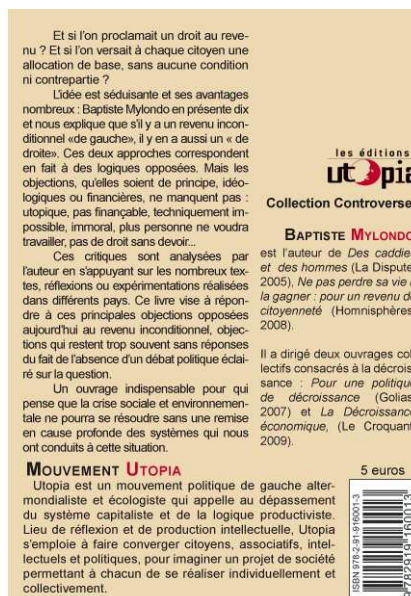 Et si l'on proclamait un droit au reve-
nu ? Et si l'on versait à chaque citoyen une
allocation de base, sans aucune condition
ni contrepartie ?
L'idée est séduisante et ses avantages
nombreux : Baptiste Mylondo en présente dix
et nous explique que s'il y a un revenu incon-
ditionnel «de gauche», il y en a aussi un « de
droite». Ces deux approches correspondent
en fait à des logiques opposées. Mais les
objections, qu'elles soient de principe, idéo-
logiques ou financières, ne manquent pas :
utopique, pas finançable, techniquement im-
possible, immoral, plus personne ne voudra
travailler, pas de droit sans devoir...
Ces critiques sont analysées par
l'auteur en s'appuyant sur les nombreux tex-
tes, réflexions ou expérimentations réalisées
dans différents pays. Ce livre vise à répon-
dre à ces principales objections opposées
aujourd'hui au revenu inconditionnel, objec-
tions qui restent trop souvent sans réponses
du fait de l'absence d'un débat politique éclai-
ré sur la question.
Un ouvrage indispensable pour qui
pense que la crise sociale et environnemen-
tale ne pourra se résoudre sans une remise
en cause profonde des systèmes qui nous
ont conduits à cette situation.
les éditions
utopia
Collection Controverse
BAPTISTE MYLONDO
est l'auteur de Des caddie
et des hommes (La Dispute
2005), Ne pas perdre sa vie à
la gagner : pour un revenu de
citoyenneté (Homnisphères
2008).
Il a dirigé deux ouvrages col
lectifs consacrés à la décrois
sance : Pour une politique
de décroissance (Golias
2007) et La Décroissance
économique, (Le Croquant
2009).
MOUVEMENT UTOPIA
Utopia est un mouvement politique de gauche alter-
mondialiste et écologiste qui appelle au dépassement
du système capitaliste et de la logique productiviste.
Lieu de réflexion et de production intellectuelle, Utopia
s'emploie à faire converger citoyens, associatifs, intel-
lectuels et politiques, pour imaginer un projet de société
permettant à chacun de se réaliser individuellement et
collectivement.
5 euros
ISBN 978-2-91-916001-3
9782919160013